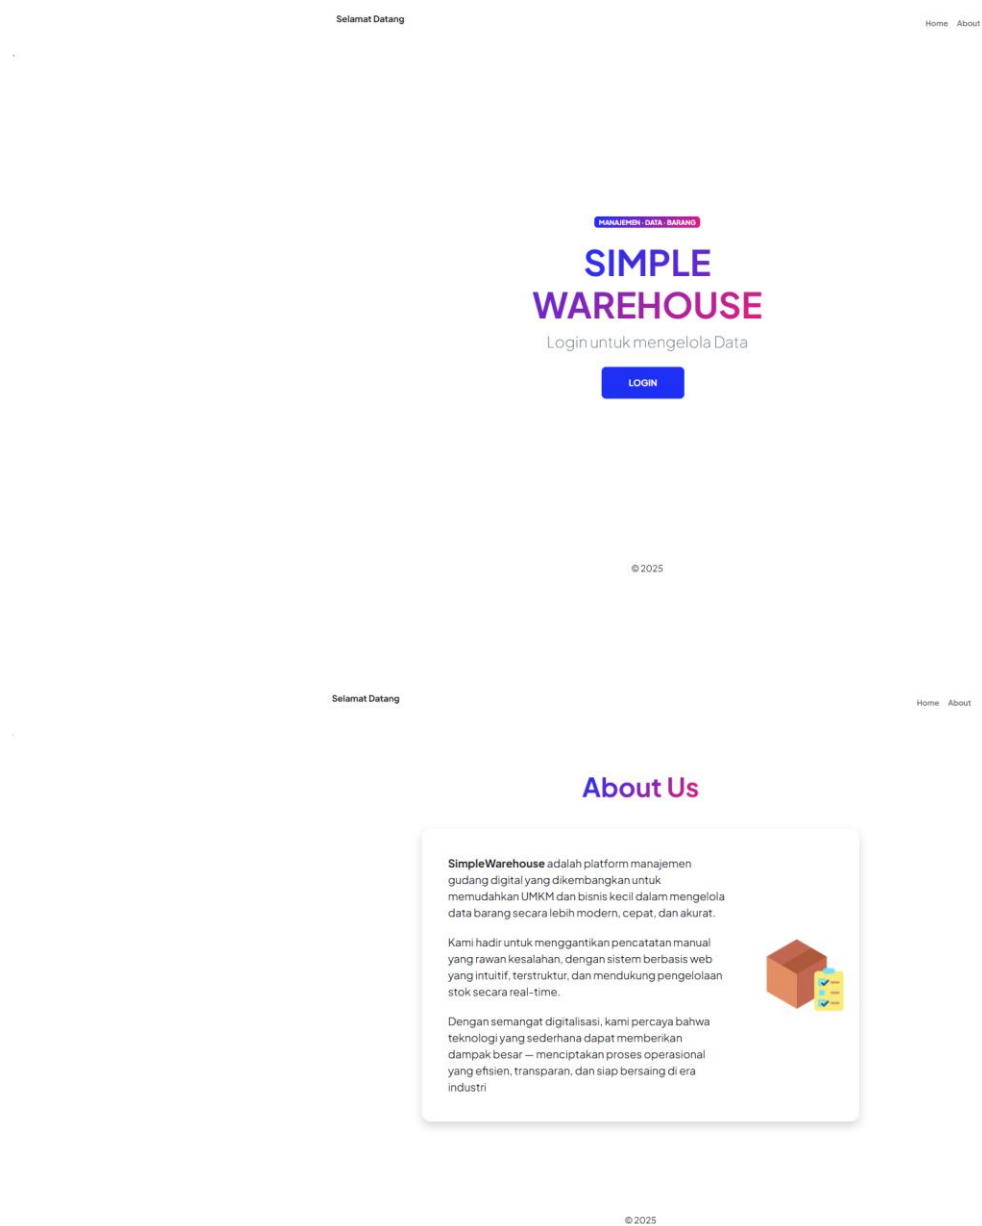 Selamat Datang
Home About
MANAJEMEN · DATA · BARANG
SIMPLE
WAREHOUSE
Login untuk mengelola Data
LOGIN
© 2025
Selamat Datang
Home About
About Us
SimpleWarehouse adalah platform manajemen
gudang digital yang dikembangkan untuk
memudahkan UMKM dan bisnis kecil dalam mengelola
data barang secara lebih modern, cepat, dan akurat.
Kami hadir untuk menggantikan pencatatan manual
yang rawan kesalahan, dengan sistem berbasis web
yang intuitif, terstruktur, dan mendukung pengelolaan
stok secara real-time.
Dengan semangat digitalisasi, kami percaya bahwa
teknologi yang sederhana dapat memberikan
dampak besar — menciptakan proses operasional
yang efisien, transparan, dan siap bersaing di era
industri
© 2025